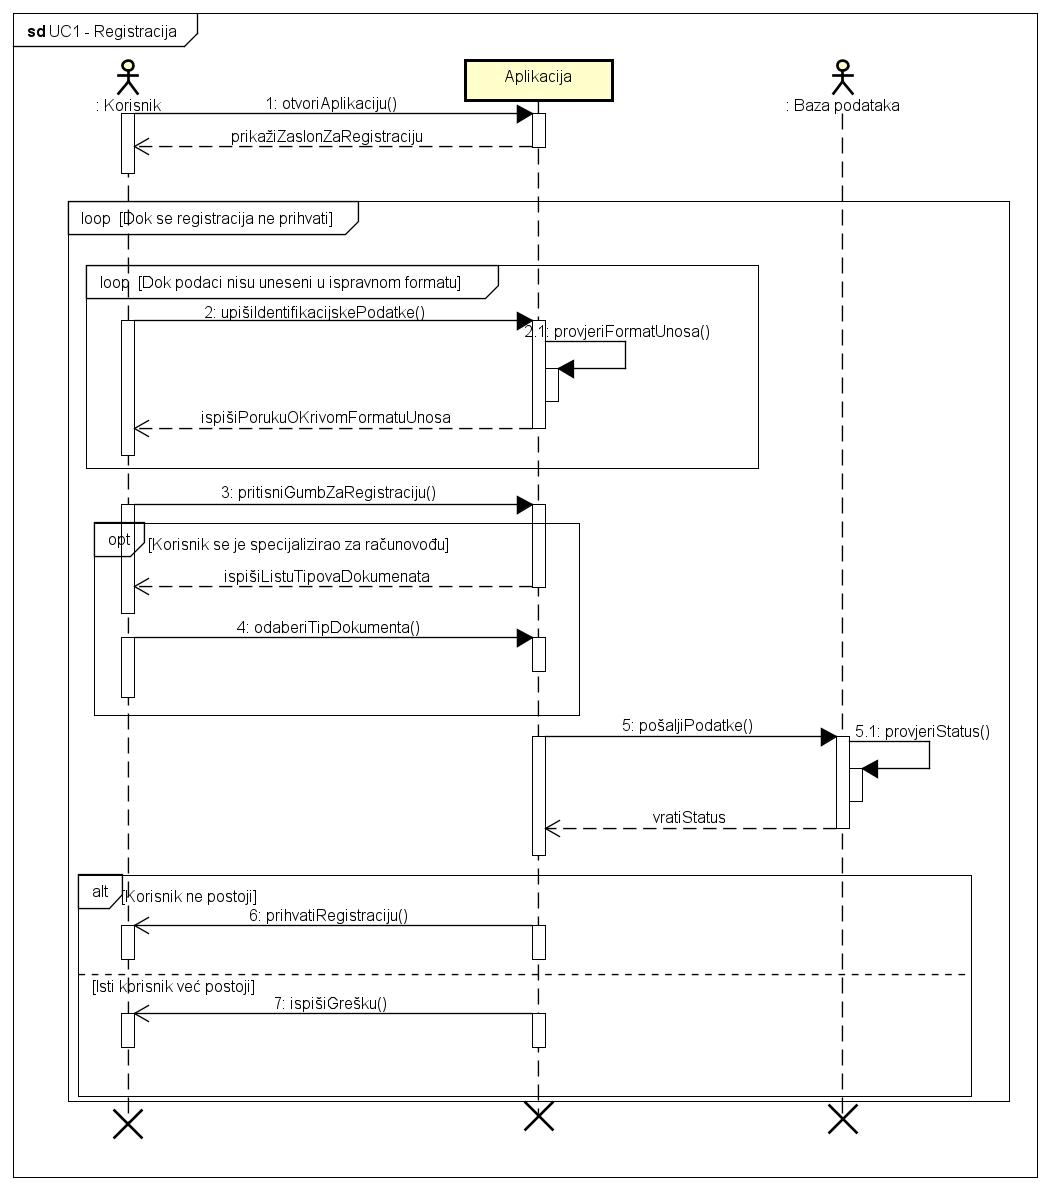 sd UC1 - Registracija
: Korisnik
Aplikacija
: Baza podataka
1: otvoriAplikaciju()
prikažiZaslonZaRegistraciju
loop [Dok se registracija ne prihvati]
loop [Dok podaci nisu uneseni u ispravnom formatu]
2: upišiIdentifikacijskePodatke()
2.1: provjeriFormatUnosa()
ispišiPorukuOKrivomFormatuUnosa
3: pritisniGumbZaRegistraciju()
opt [Korisnik se je specijalizirao za računovođu]
ispišiListuTipovaDokumenata
4: odaberiTipDokumenta()
5: pošaljiPodatke()
5.1: provjeriStatus()
vratiStatus
alt [Korisnik ne postoji]
6: prihvatiRegistraciju()
[Isti korisnik već postoji]
7: ispišiGrešku()